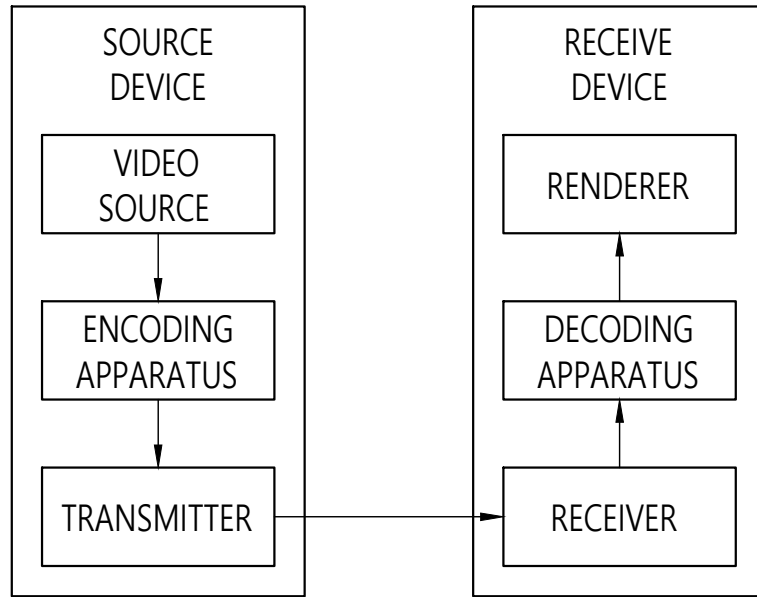 SOURCE
DEVICE
VIDEO
SOURCE
ENCODING
APPARATUS
TRANSMITTER
RECEIVE
DEVICE
RENDERER
DECODING
APPARATUS
RECEIVER